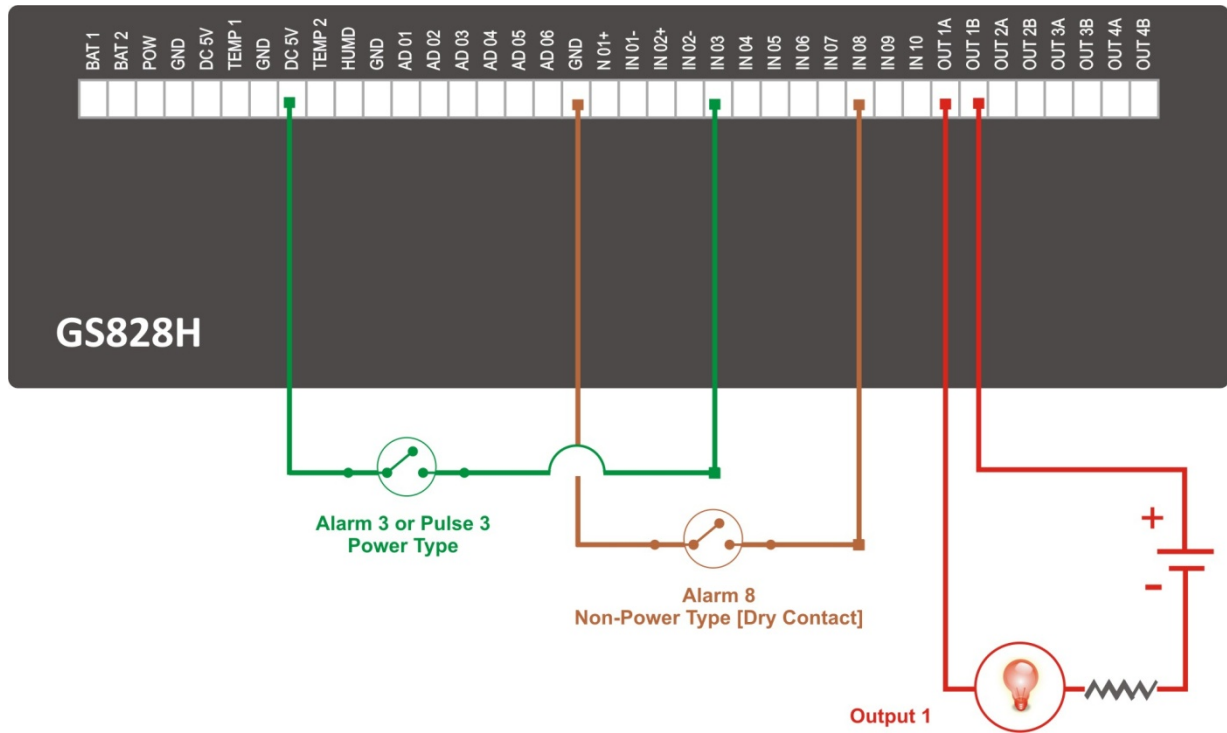 BAT 1
BAT 2
POW
GND
DC 5V
TEMP 1
GND
DC 5V
TEMP 2
HUMD
GND
AD 01
AD 02
AD 03
AD 04
AD 05
AD 06
GND
N 01+
IN 01-
IN 02+
IN 02-
IN 03
IN 04
IN 05
IN 06
IN 07
IN 08
IN 09
IN 10
OUT 1A
OUT 1B
OUT 2A
OUT 2B
OUT 3A
OUT 3B
OUT 4A
OUT 4B
GS828H
Alarm 3 or Pulse 3
Power Type
Alarm 8
Non-Power Type [Dry Contact]
+
-
Output 1